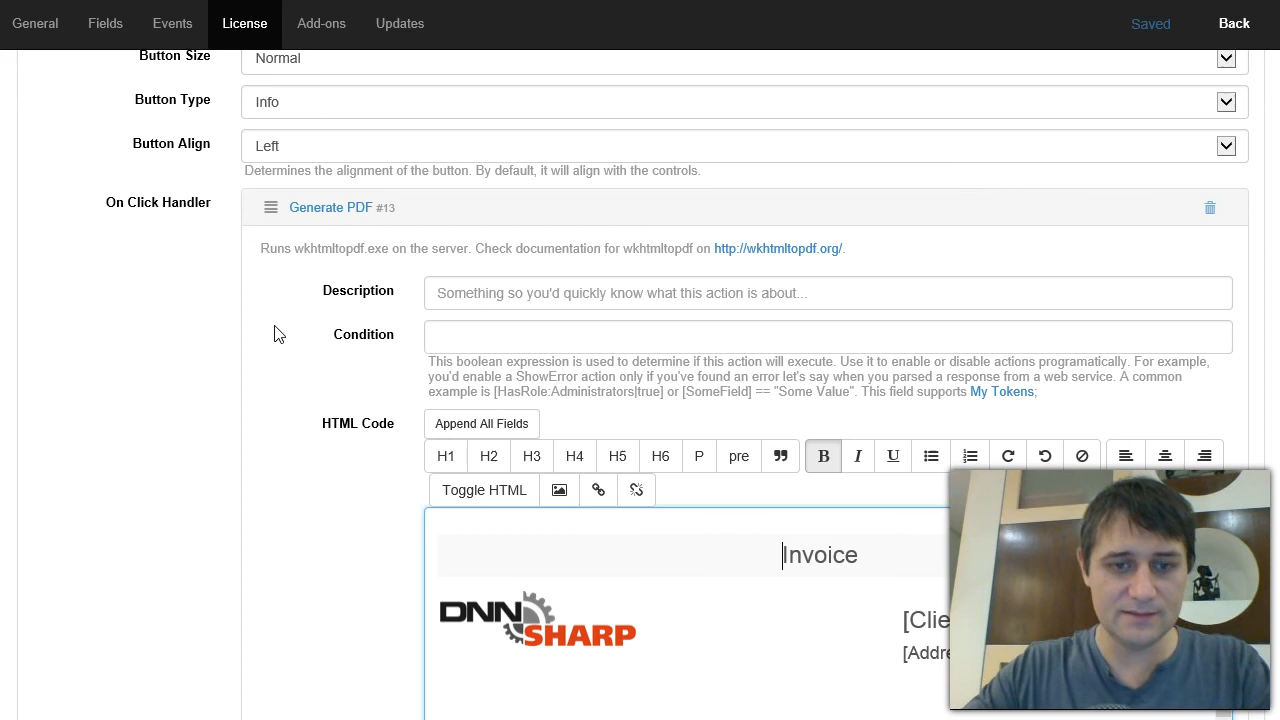 General Fields Events License Add-ons Updates Saved Back
Button Size Normal
Button Type Info
Button Align Left
Determines the alignment of the button. By default, it will align with the controls.
On Click Handler Generate PDF #13
Runs wkhtmltopdf.exe on the server. Check documentation for wkhtmltopdf on http://wkhtmltopdf.org/.
Description Something so you'd quickly know what this action is about...
Condition
This boolean expression is used to determine if this action will execute. Use it to enable or disable actions programatically. For example,
you'd enable a ShowError action only if you've found an error let's say when you parsed a response from a web service. A common
example is [HasRole:Administrators|true] or [SomeField] == "Some Value". This field supports My Tokens;
HTML Code Append All Fields
H1 H2 H3 H4 H5 H6 P pre B I U
Toggle HTML
Invoice
DNN SHARP
[Clie
[Addre